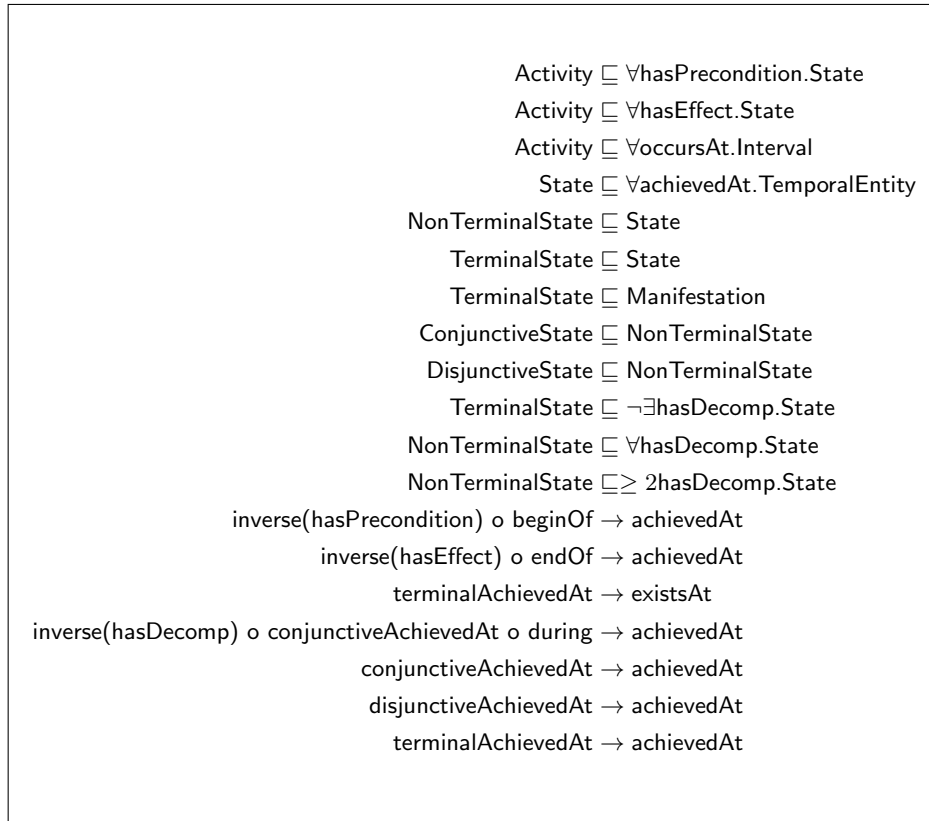 Activity ⊑ ∀hasPrecondition.State
Activity ⊑ ∀hasEffect.State
Activity ⊑ ∀occursAt.Interval
State ⊑ ∀achievedAt.TemporalEntity
NonTerminalState ⊑ State
TerminalState ⊑ State
TerminalState ⊑ Manifestation
ConjunctiveState ⊑ NonTerminalState
DisjunctiveState ⊑ NonTerminalState
TerminalState ⊑ ¬∃hasDecomp.State
NonTerminalState ⊑ ∀hasDecomp.State
NonTerminalState ⊑≥ 2hasDecomp.State
inverse(hasPrecondition) o beginOf → achievedAt
inverse(hasEffect) o endOf → achievedAt
terminalAchievedAt → existsAt
inverse(hasDecomp) o conjunctiveAchievedAt o during → achievedAt
conjunctiveAchievedAt → achievedAt
disjunctiveAchievedAt → achievedAt
terminalAchievedAt → achievedAt